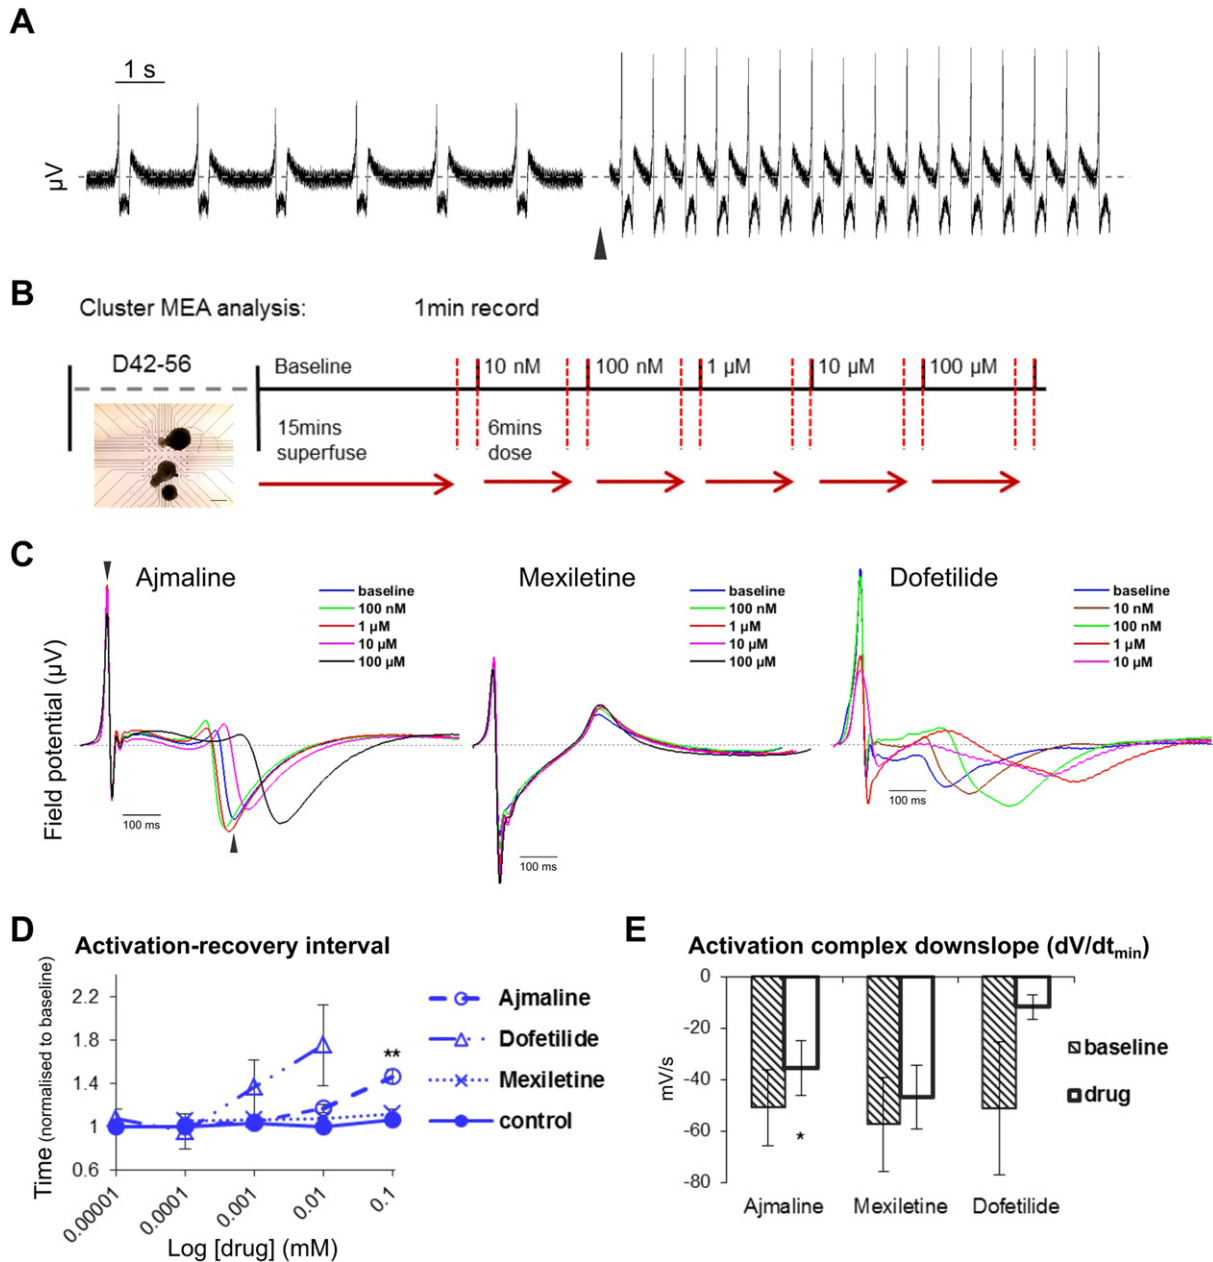 A
1 s
µV
B
Cluster MEA analysis: 1min record
D42-56
Baseline
10 nM
100 nM
1 µM
10 µM
100 µM
15mins
superfuse
6mins
dose
C
Ajmaline
baseline
100 nM
1 µM
10 µM
100 µM
Mexiletine
baseline
100 nM
1 µM
10 µM
100 µM
Dofetilide
baseline
10 nM
100 nM
1 µM
10 µM
Field potential (µV)
100 ms
100 ms
100 ms
D
Activation-recovery interval
Time (normalised to baseline)
2.2
1.8
1.4
1
0.6
**
0.00001
0.0001
0.001
0.01
0.1
Log [drug] (mM)
Ajmaline
Dofetilide
Mexiletine
control
E
Activation complex downslope (dV/dtmin)
mV/s
0
-20
-40
-60
-80
*
Ajmaline
Mexiletine
Dofetilide
baseline
drug